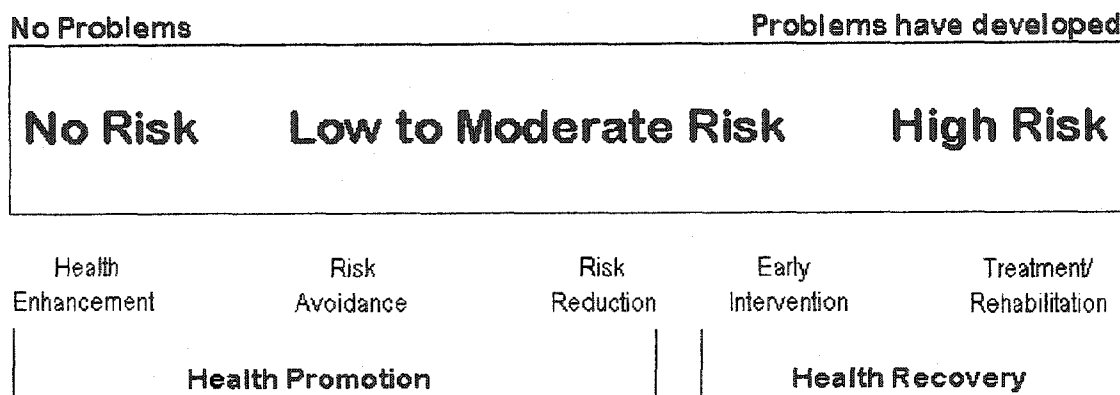 No Problems Problems have developed
No Risk Low to Moderate Risk High Risk
Health Enhancement
Risk Avoidance
Risk Reduction
Early Intervention
Treatment/ Rehabilitation
Health Promotion Health Recovery